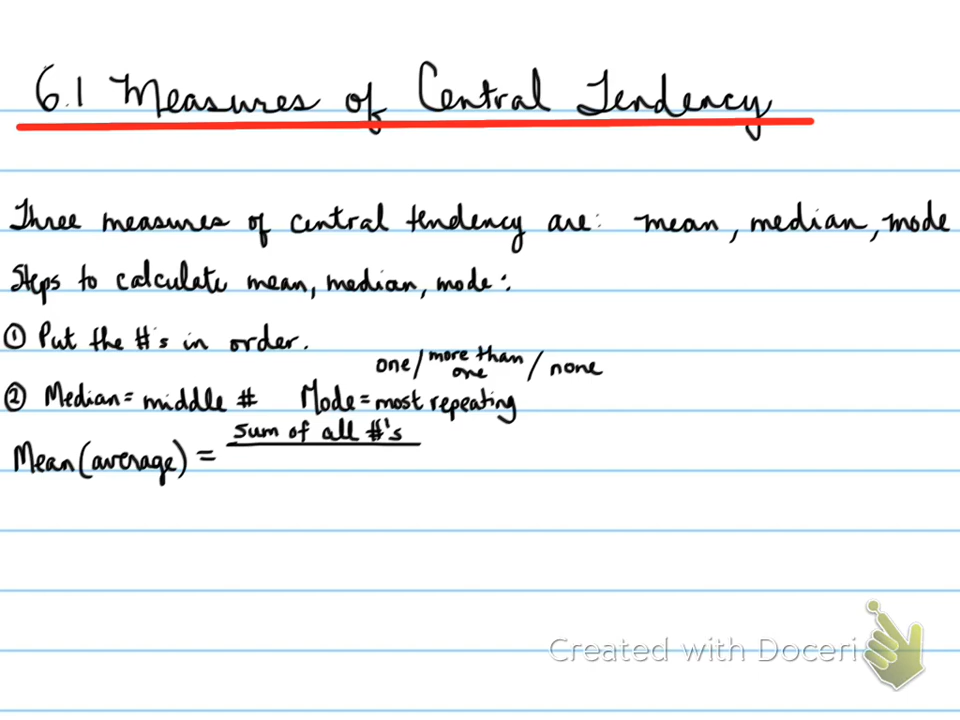 6.1 Measures of Central Tendency
Three measures of central tendency are: mean, median, mode
Steps to calculate mean, median, mode:
① Put the #'s in order.
one / more than one / none
② Median = middle # Mode = most repeating
Mean (average) = sum of all #'s
Created with Doceri